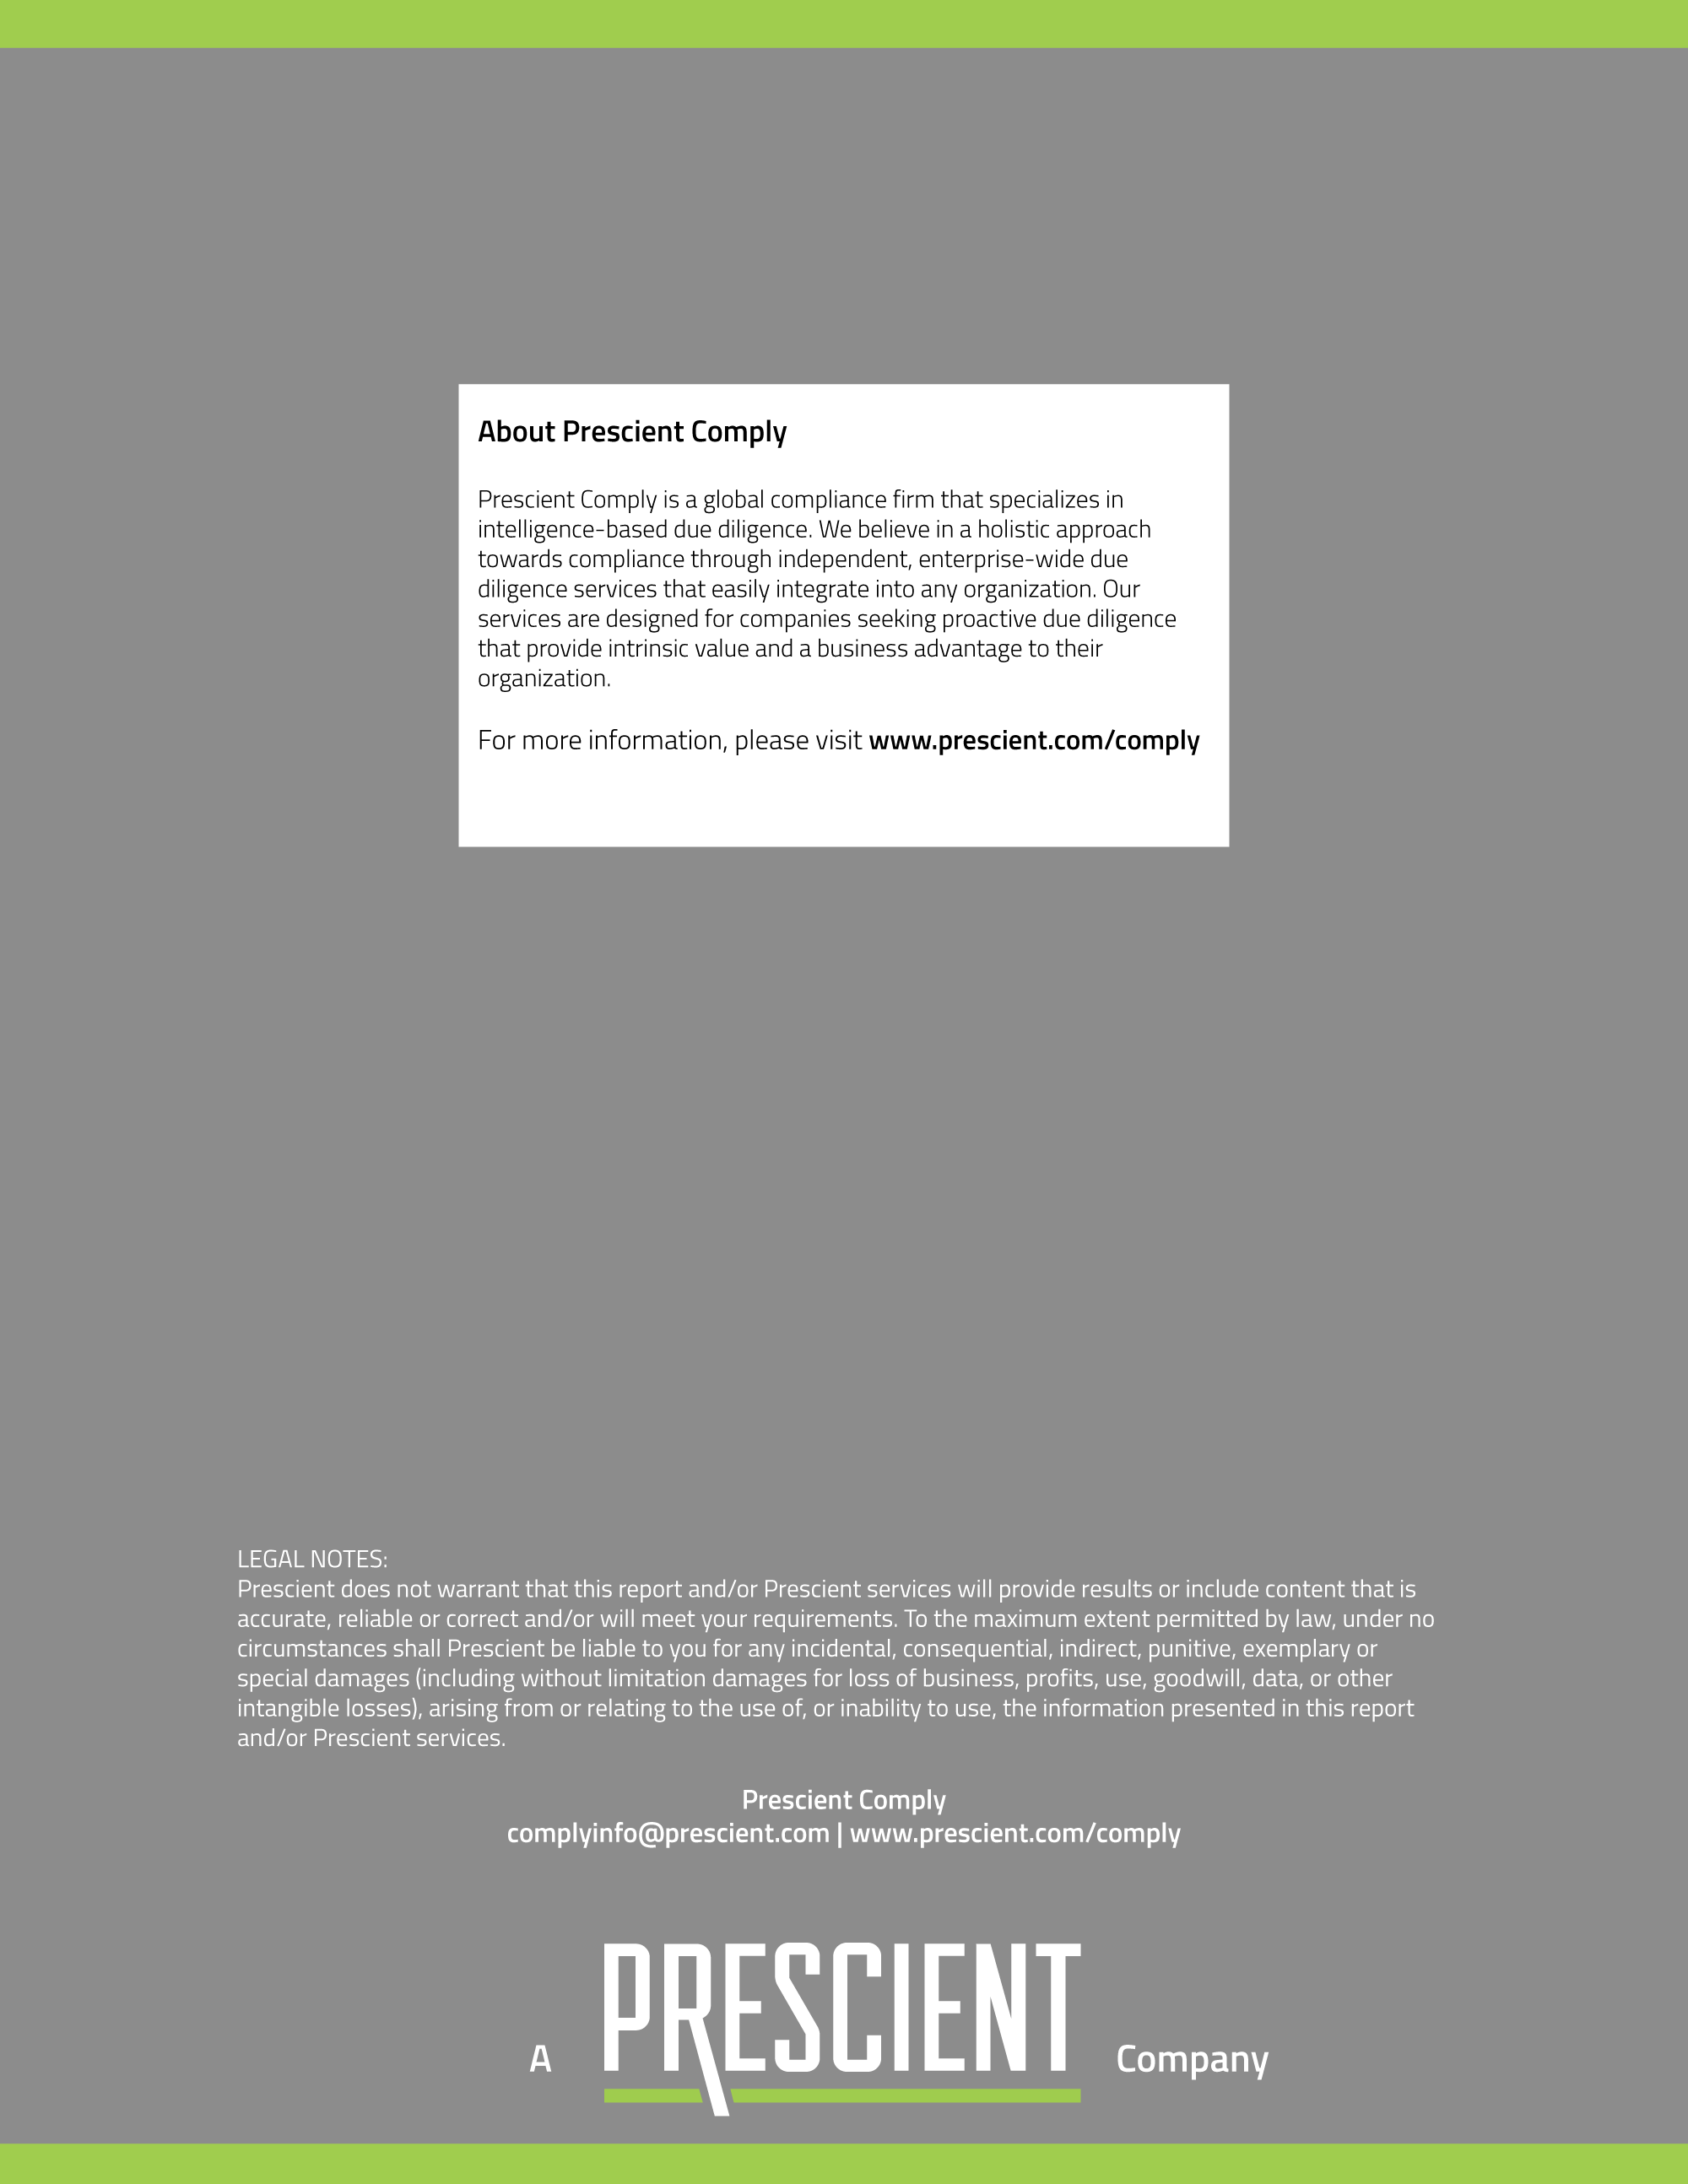 About Prescient Comply
Prescient Comply is a global compliance firm that specializes in
intelligence-based due diligence. We believe in a holistic approach
towards compliance through independent, enterprise-wide due
diligence services that easily integrate into any organization. Our
services are designed for companies seeking proactive due diligence
that provide intrinsic value and a business advantage to their
organization.
For more information, please visit www.prescient.com/comply
LEGAL NOTES:
Prescient does not warrant that this report and/or Prescient services will provide results or include content that is
accurate, reliable or correct and/or will meet your requirements. To the maximum extent permitted by law, under no
circumstances shall Prescient be liable to you for any incidental, consequential, indirect, punitive, exemplary or
special damages (including without limitation damages for loss of business, profits, use, goodwill, data, or other
intangible losses), arising from or relating to the use of, or inability to use, the information presented in this report
and/or Prescient services.
Prescient Comply
complyinfo@prescient.com | www.prescient.com/comply
A PRESCIENT Company